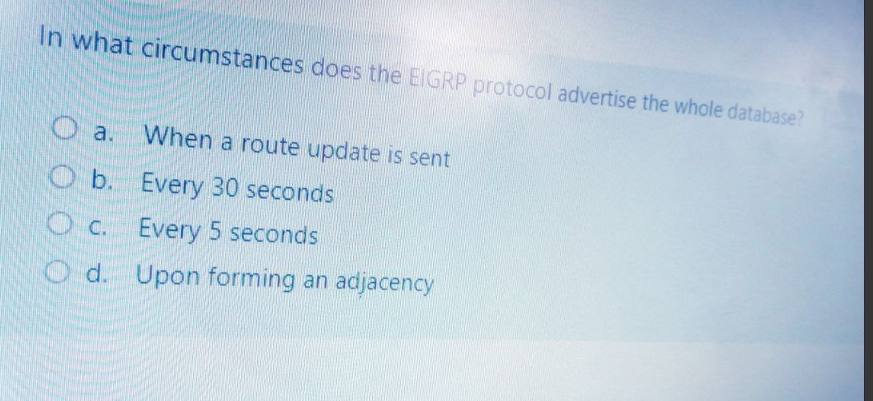 In what circumstances does the EIGRP protocol advertise the whole database?
a. When a route update is sent
b. Every 30 seconds
c. Every 5 seconds
d. Upon forming an adjacency